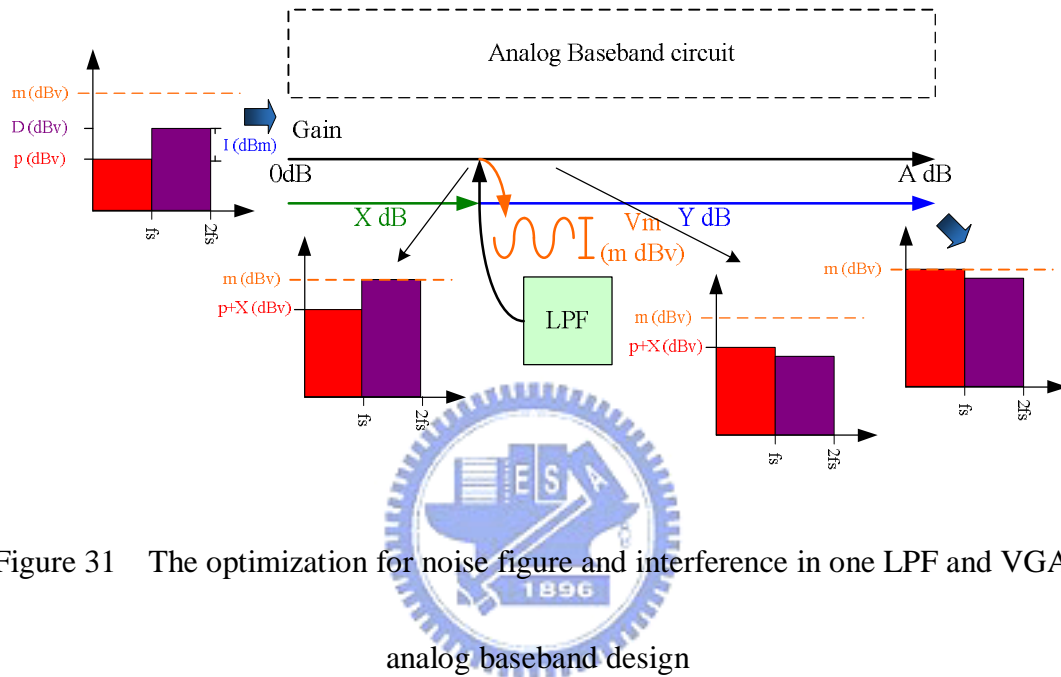 Analog Baseband circuit
m (dBv)
D (dBv)
p (dBv)
I (dBm)
fs
2fs
Gain
0dB
A dB
X dB
Y dB
Vm
(m dBv)
LPF
m (dBv)
p+X (dBv)
fs
2fs
m (dBv)
p+X (dBv)
fs
2fs
m (dBv)
fs
2fs
E S A
1896
Figure 31 The optimization for noise figure and interference in one LPF and VGA
analog baseband design